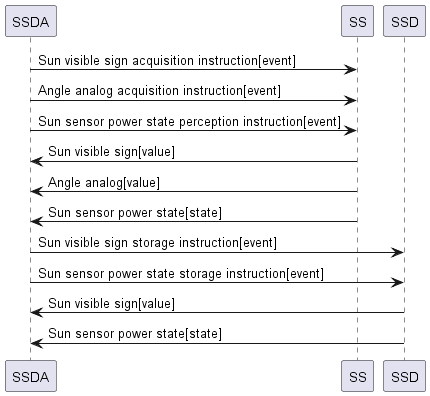 SSDA SS SSD
Sun visible sign acquisition instruction[event]
Angle analog acquisition instruction[event]
Sun sensor power state perception instruction[event]
Sun visible sign[value]
Angle analog[value]
Sun sensor power state[state]
Sun visible sign storage instruction[event]
Sun sensor power state storage instruction[event]
Sun visible sign[value]
Sun sensor power state[state]
SSDA SS SSD